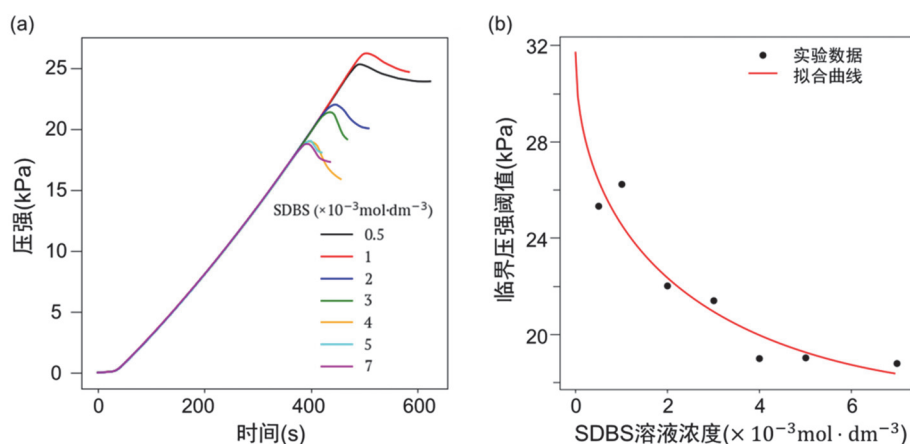 (a)
压强(kPa)
25
20
15
10
5
0
SDBS (×10⁻³mol·dm⁻³)
0.5
1
2
3
4
5
7
0 200 400 600
时间(s)
(b)
临界压强阈值(kPa)
32
28
24
20
实验数据
拟合曲线
0 2 4 6
SDBS溶液浓度(× 10⁻³mol · dm⁻³)